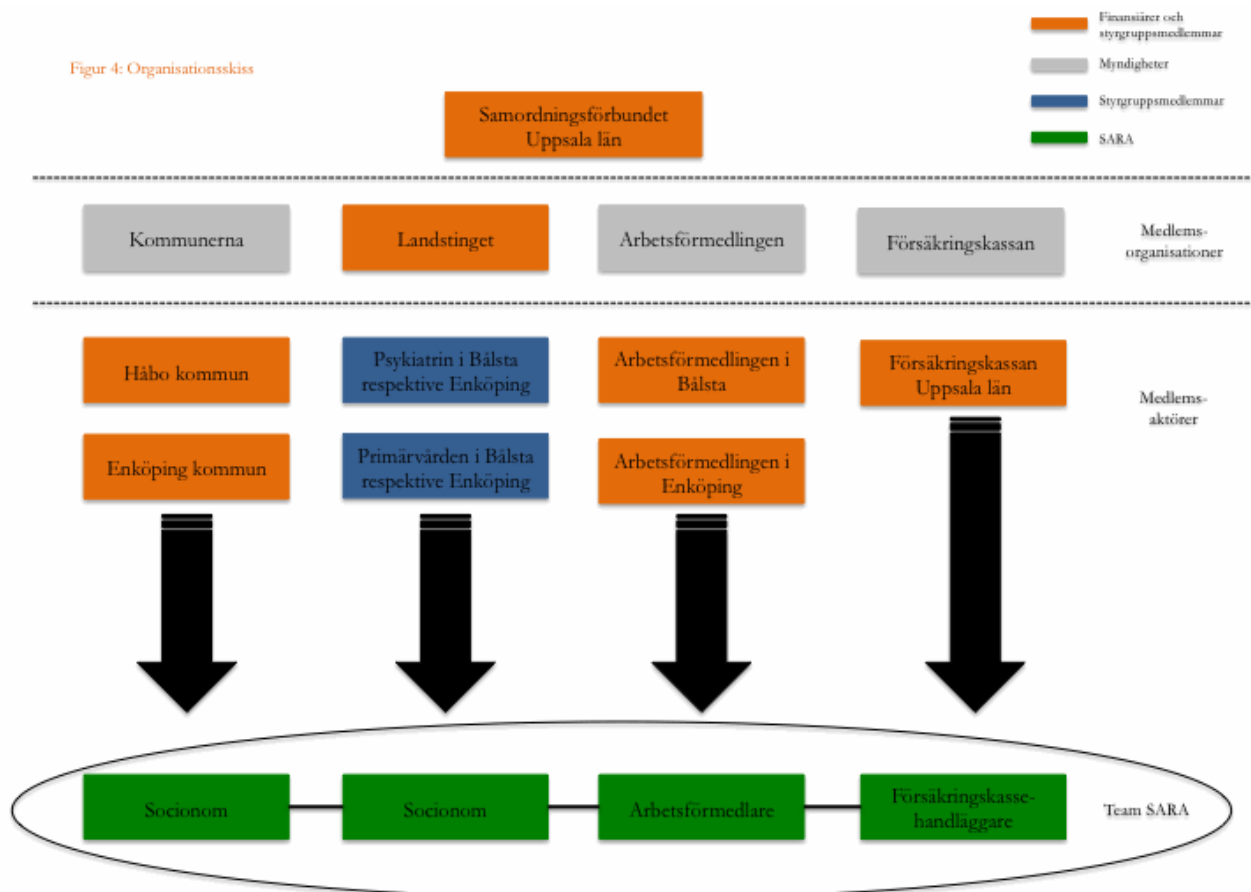 Finansiärer och
styrgruppsmedlemmar
Myndigheter
Styrgruppsmedlemmar
SARA
Figur 4: Organisationsskiss
Samordningsförbundet
Uppsala län
Kommunerna
Landstinget
Arbetsförmedlingen
Försäkringskassan
Medlems-
organisationer
Håbo kommun
Psykiatrin i Bålsta
respektive Enköping
Arbetsförmedlingen i
Bålsta
Försäkringskassan
Uppsala län
Medlems-
aktörer
Enköping kommun
Primärvården i Bålsta
respektive Enköping
Arbetsförmedlingen i
Enköping
Socionom
Socionom
Arbetsförmedlare
Försäkringskasse-
handläggare
Team SARA